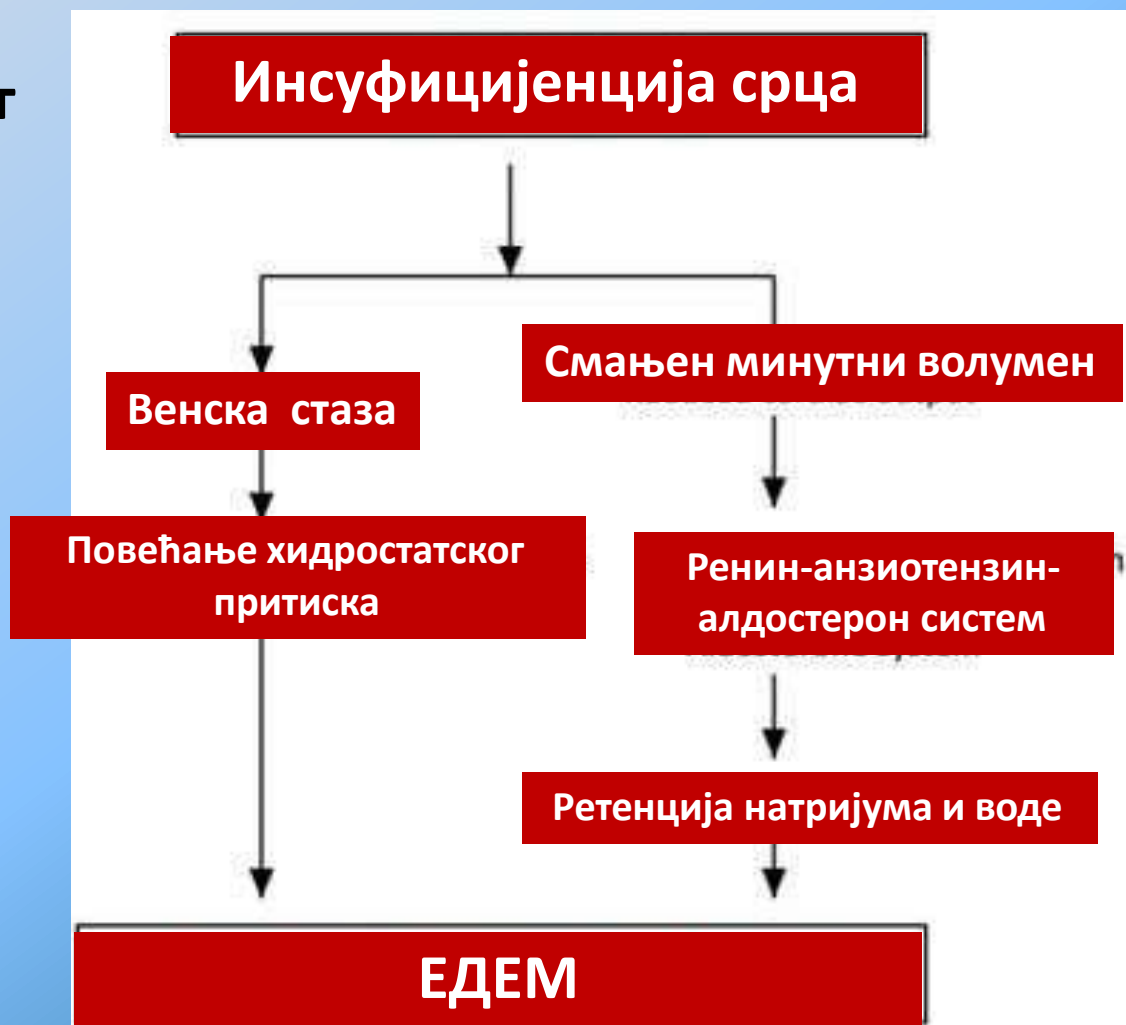 Инсуфицијенција срца
Смањен минутни волумен
Венска стаза
Повећање хидростатског
притиска
Ренин-анзиотензин-
алдостерон систем
Ретенција натријума и воде
ЕДЕМ